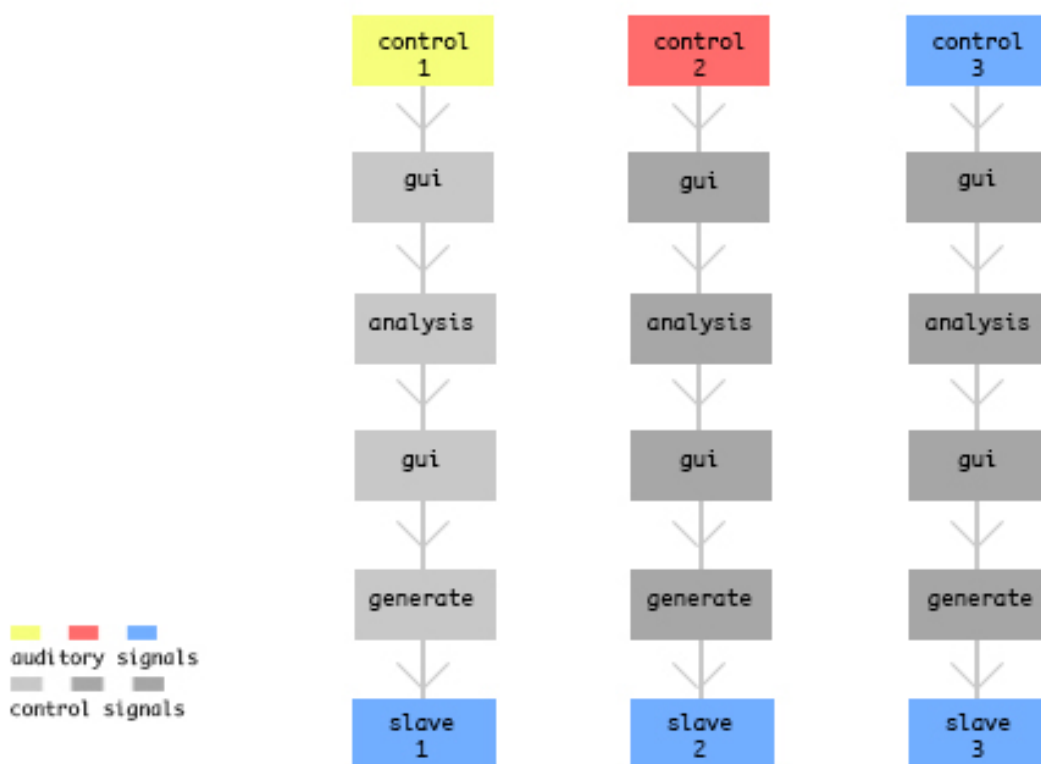 control
1
control
2
control
3
gui
gui
gui
analysis
analysis
analysis
gui
gui
gui
generate
generate
generate
auditory signals
control signals
slave
1
slave
2
slave
3